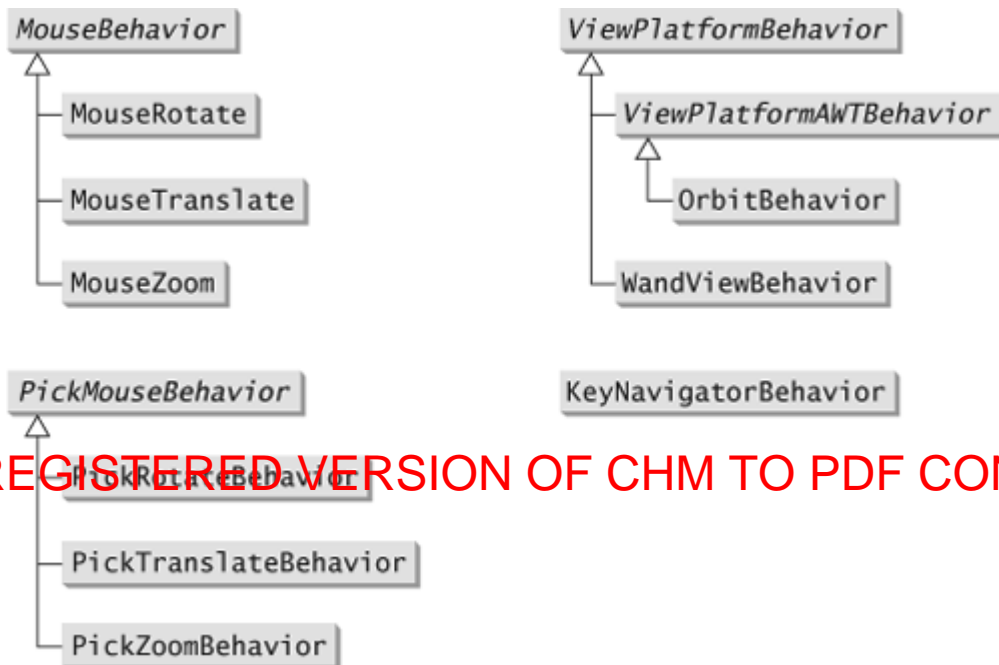 MouseBehavior
MouseRotate
MouseTranslate
MouseZoom
ViewPlatformBehavior
ViewPlatformAWTBehavior
OrbitBehavior
WandViewBehavior
PickMouseBehavior
PickRotateBehavior
PickTranslateBehavior
PickZoomBehavior
KeyNavigatorBehavior
REGISTERED VERSION OF CHM TO PDF CON